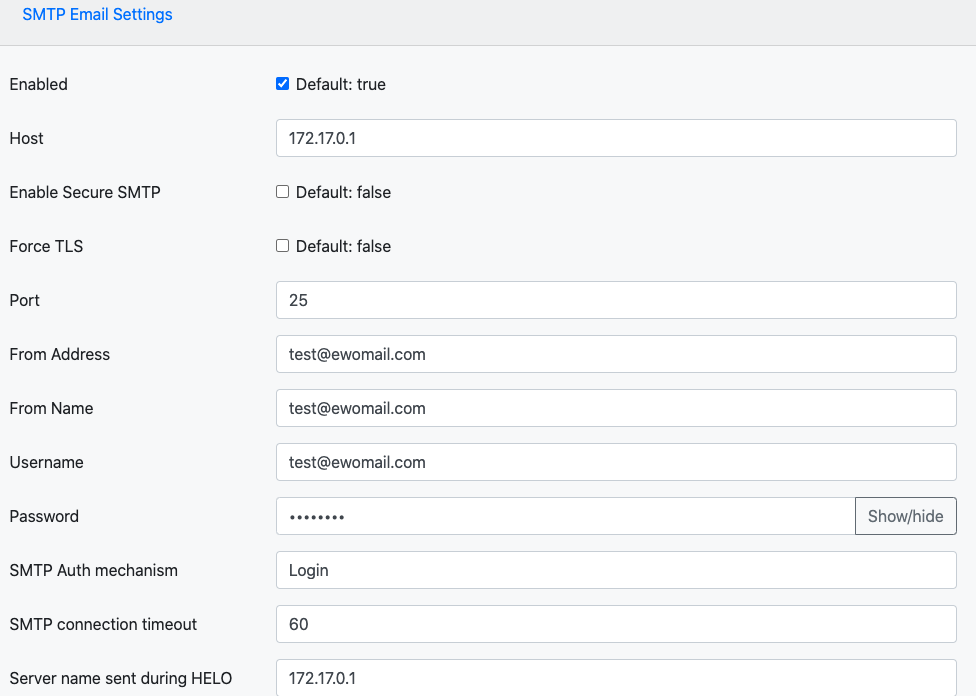 SMTP Email Settings
Enabled Default: true
Host 172.17.0.1
Enable Secure SMTP Default: false
Force TLS Default: false
Port 25
From Address test@ewomail.com
From Name test@ewomail.com
Username test@ewomail.com
Password •••••••• Show/hide
SMTP Auth mechanism Login
SMTP connection timeout 60
Server name sent during HELO 172.17.0.1